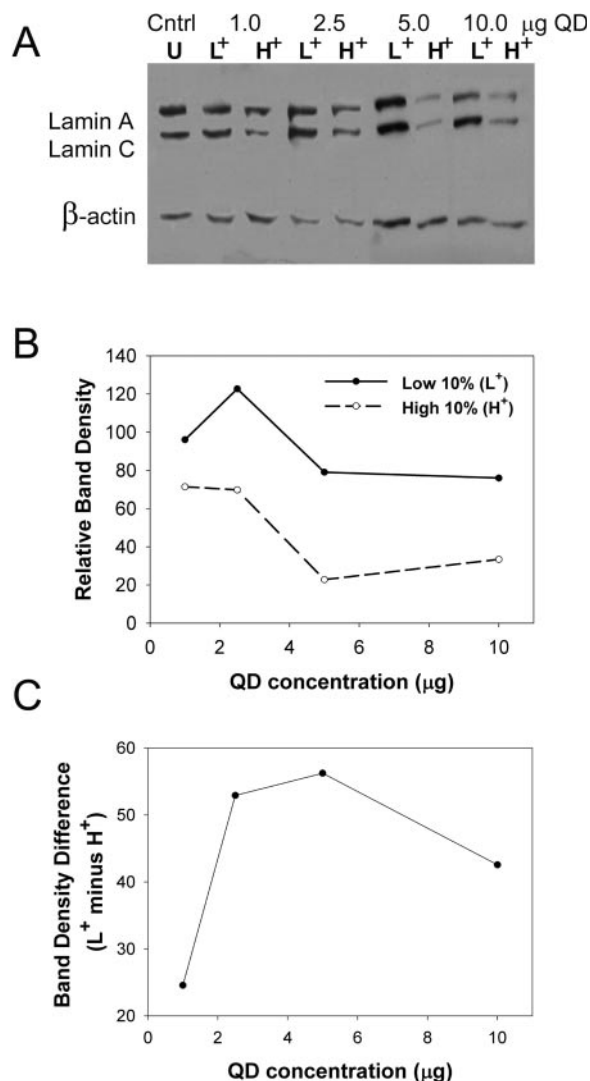 A
Cntrl 1.0 2.5 5.0 10.0 μg QD
U L⁺ H⁺ L⁺ H⁺ L⁺ H⁺ L⁺ H⁺
Lamin A
Lamin C
β-actin
B
140
120
100
80
60
40
20
0
Relative Band Density
Low 10% (L⁺)
High 10% (H⁺)
0 2 4 6 8 10
QD concentration (μg)
C
60
50
40
30
20
Band Density Difference
(L⁺ minus H⁺)
0 2 4 6 8 10
QD concentration (μg)